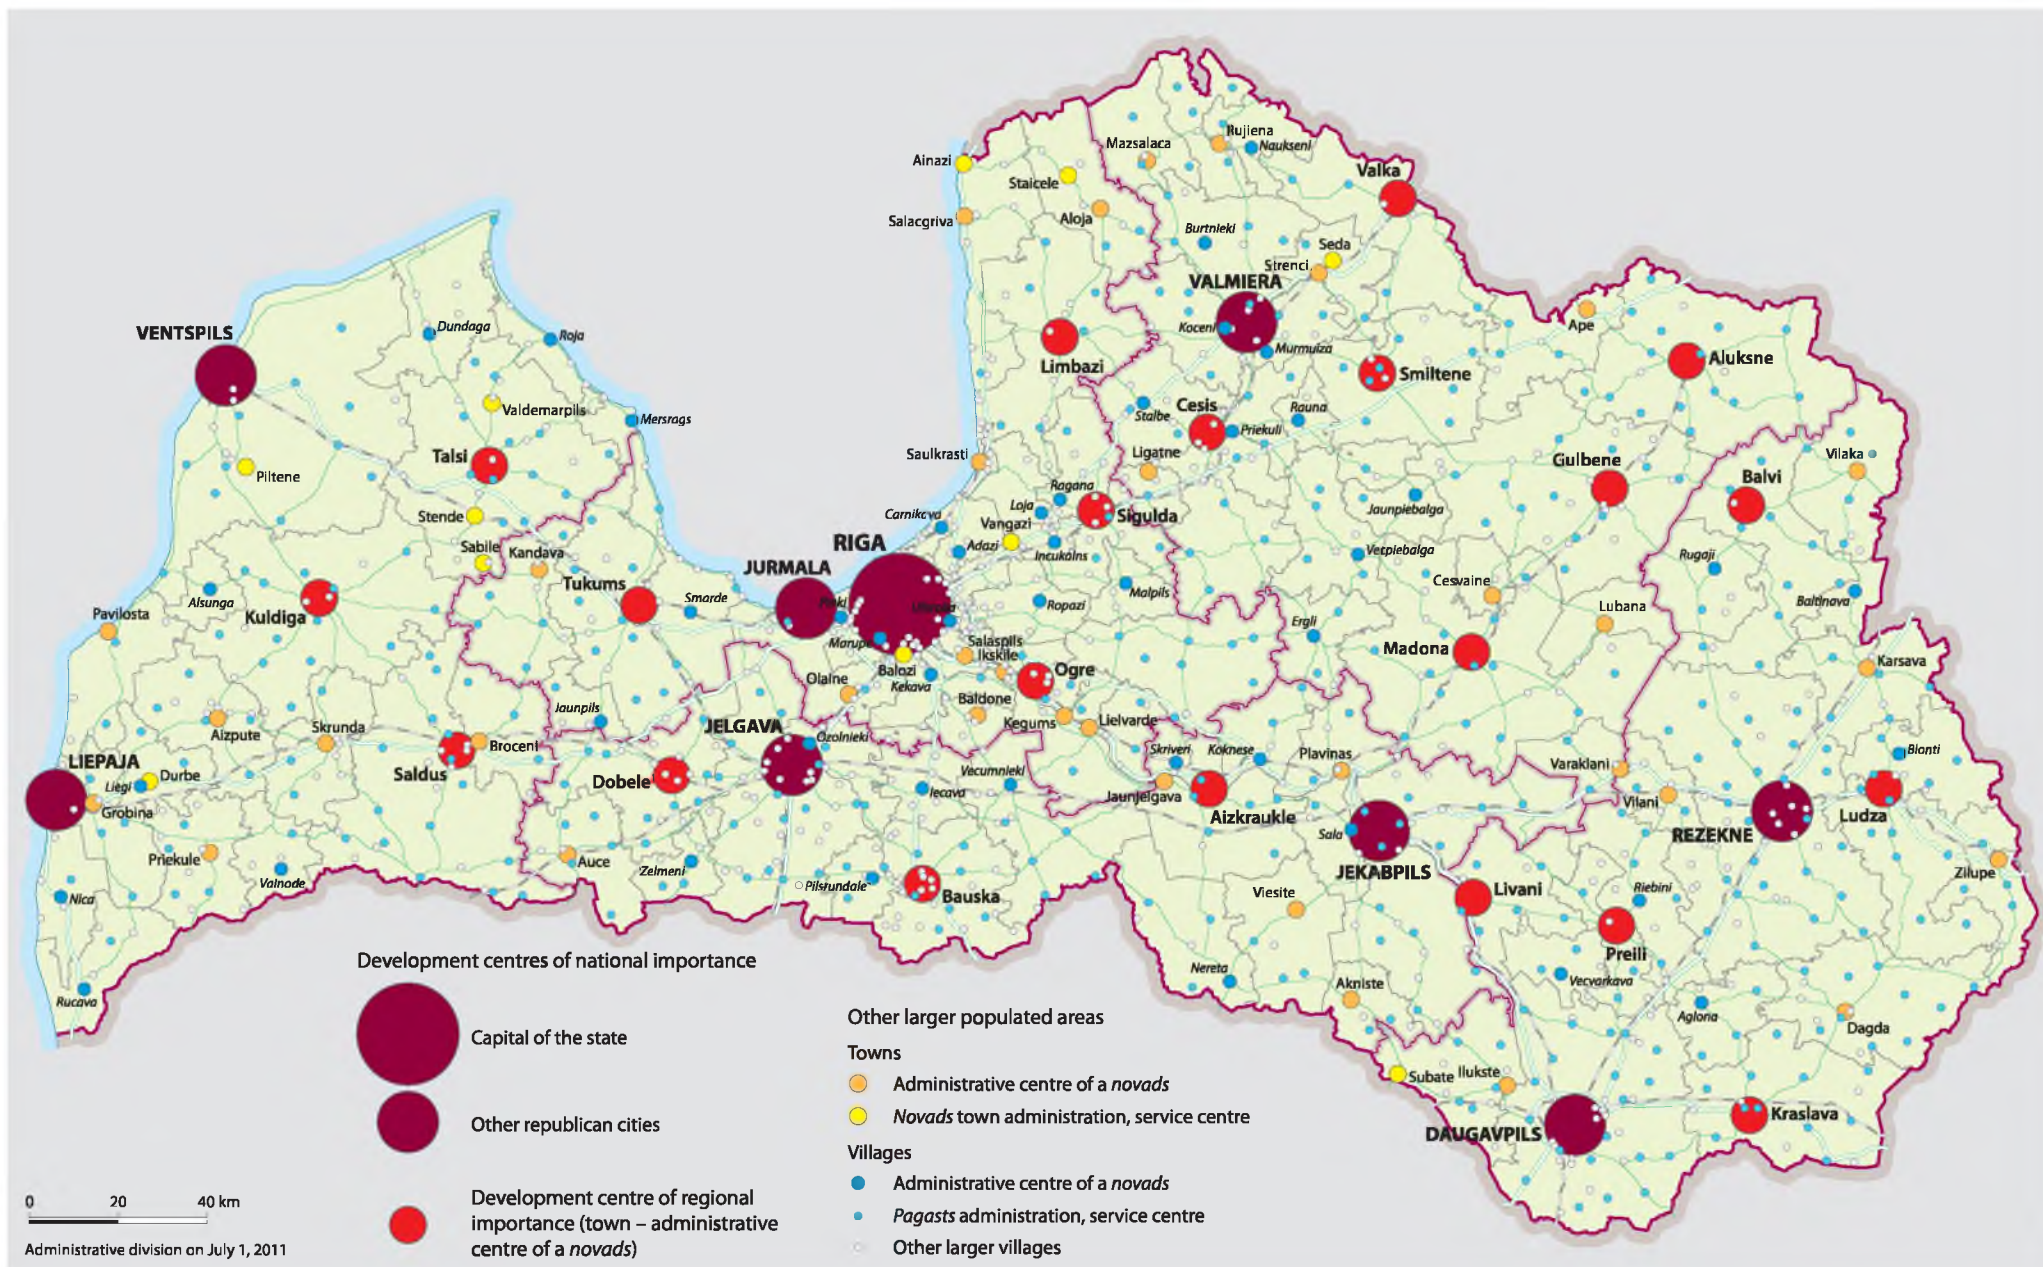 Ainazi
Mazsalaca
Rujiena
Naukseni
Staicele
Valka
Salacgriva
Aloja
Burtnieki
Seda
Strenci
VALMIERA
Ape
VENTSPILS
Dundaga
Roja
Koceni
Murmuiza
Limbazi
Smiltene
Aluksne
Valdemarpils
Mersrags
Stalbe
Cesis
Rauna
Priekuli
Talsi
Saulkrasti
Ligatne
Gulbene
Vilaka
Balvi
Piltene
Ragana
Jaunpiebalga
Stende
Carnikava
Loja
Vangazi
Sigulda
Sabile
Kandava
RIGA
Adazi
Incukalns
Vecpiebalga
Rugaji
JURMALA
Tukums
Cesvaine
Malpils
Alsunga
Smarde
Pinki
Ropazi
Lubana
Baltinava
Pavilosta
Kuldiga
Ergli
Marupe
Salaspils
Ikskile
Madona
Karsava
Olaine
Balozi
Kekava
Ogre
Baldone
Jaunpils
Kegums
Lielvarde
Aizpute
Skrunda
JELGAVA
Ozolnieki
Broceni
Skriveri
Koknese
Plavinas
Blonti
LIEPAJA
Durbe
Liegi
Saldus
Dobele
Vecumnieki
Iecava
Varaklani
Grobina
Jaunjelgava
Aizkraukle
Vilani
Sala
REZEKNE
Ludza
Priekule
Auce
Zelmeni
JEKABPILS
Vainode
Pilsrundale
Bauska
Livani
Riebini
Zilupe
Nica
Viesite
Preili
Nereta
Vecvarkava
Akniste
Rucava
Aglona
Dagda
Subate
Ilukste
DAUGAVPILS
Kraslava
Development centres of national importance
Capital of the state
Other republican cities
Development centre of regional
importance (town – administrative
centre of a novads)
Other larger populated areas
Towns
Administrative centre of a novads
Novads town administration, service centre
Villages
Administrative centre of a novads
Pagasts administration, service centre
Other larger villages
0 20 40 km
Administrative division on July 1, 2011